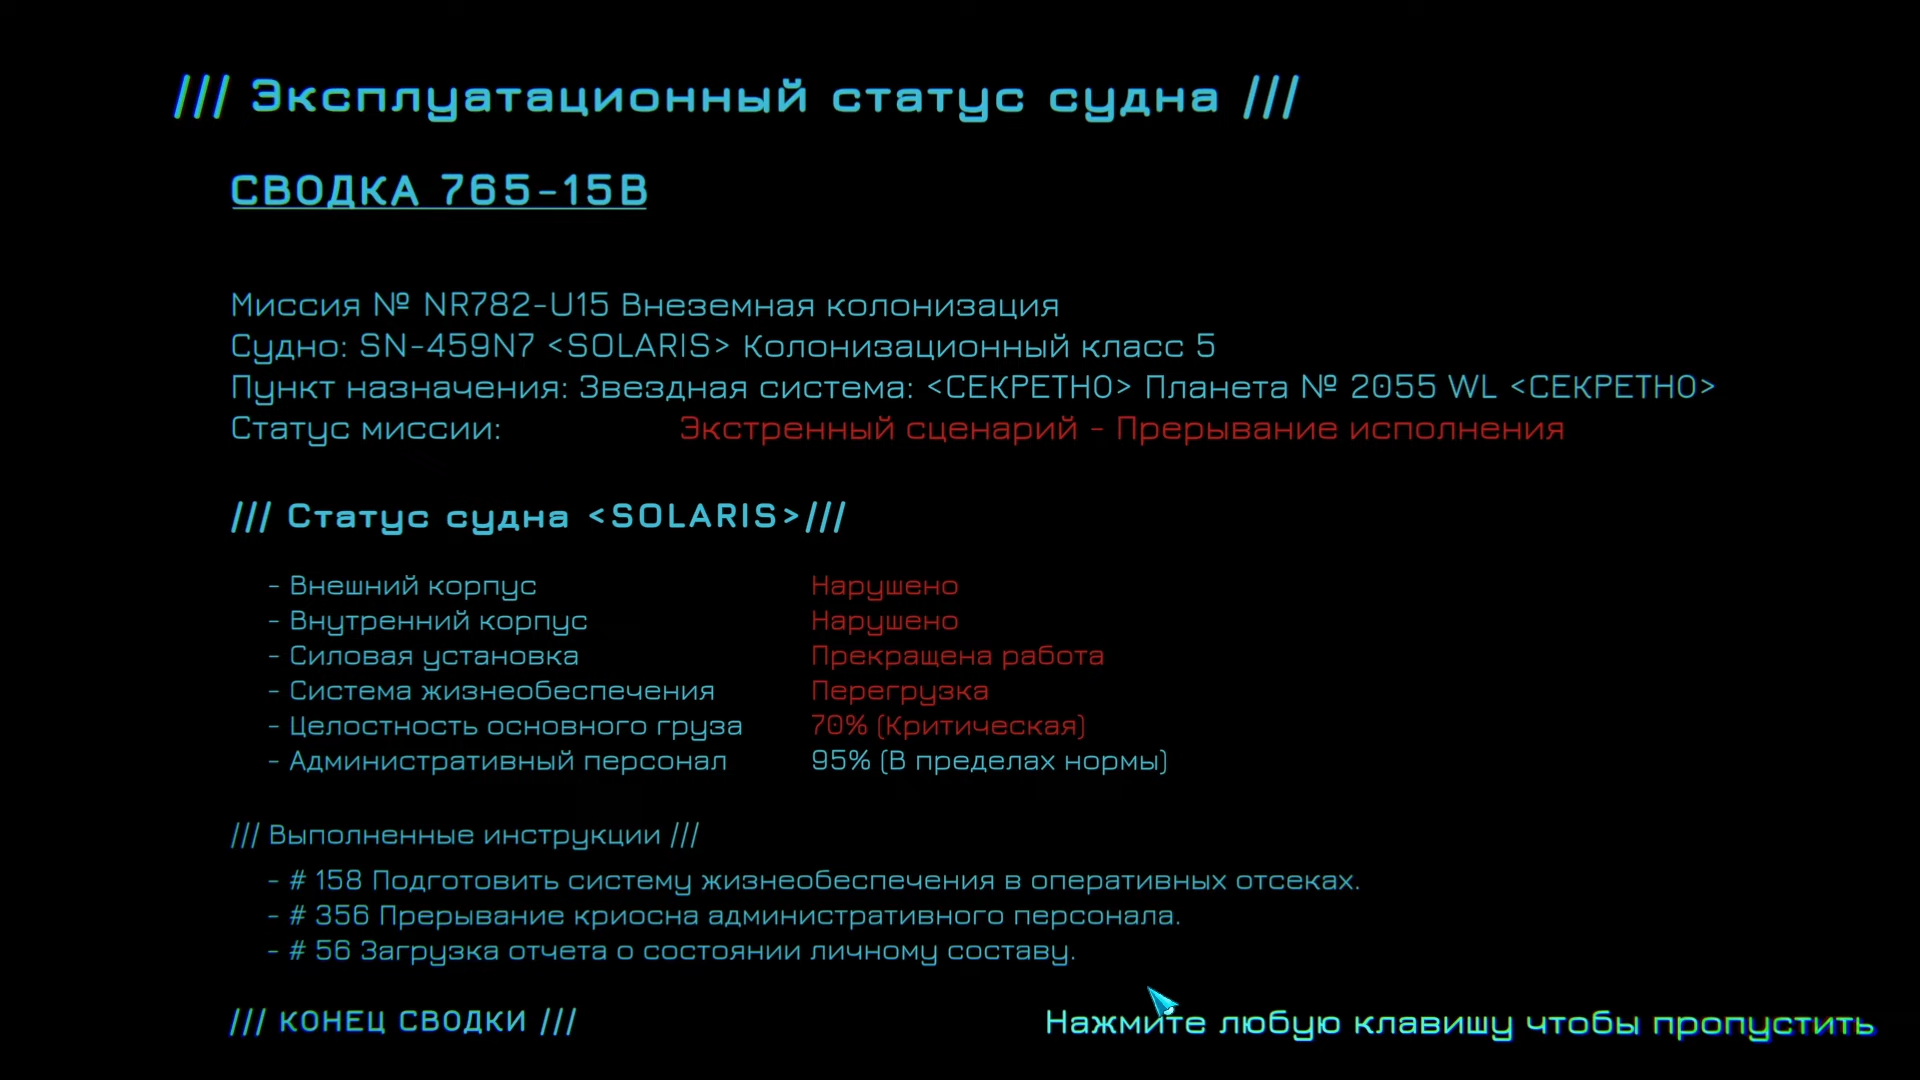 /// Эксплуатационный статус судна ///
СВОДКА 765-15В
Миссия № NR782-U15 Внеземная колонизация
Судно: SN-459N7 <SOLARIS> Колонизационный класс 5
Пункт назначения: Звездная система: <СЕКРЕТНО> Планета № 2055 WL <СЕКРЕТНО>
Статус миссии: Экстренный сценарий - Прерывание исполнения
/// Статус судна <SOLARIS>///
- Внешний корпус Нарушено
- Внутренний корпус Нарушено
- Силовая установка Прекращена работа
- Система жизнеобеспечения Перегрузка
- Целостность основного груза 70% (Критическая)
- Административный персонал 95% (В пределах нормы)
/// Выполненные инструкции ///
- # 158 Подготовить систему жизнеобеспечения в оперативных отсеках.
- # 356 Прерывание криосна административного персонала.
- # 56 Загрузка отчета о состоянии личному составу.
/// КОНЕЦ СВОДКИ ///
Нажмите любую клавишу чтобы пропустить